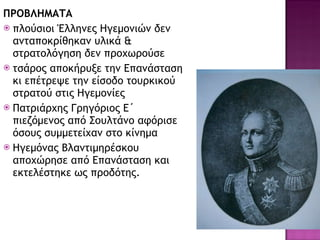 ΠΡΟΒΛΗΜΑΤΑ
πλούσιοι Έλληνες Ηγεμονιών δεν
ανταποκρίθηκαν υλικά &
στρατολόγηση δεν προχωρούσε
τσάρος αποκήρυξε την Επανάσταση
κι επέτρεψε την είσοδο τουρκικού
στρατού στις Ηγεμονίες
Πατριάρχης Γρηγόριος Ε΄
πιεζόμενος από Σουλτάνο αφόρισε
όσους συμμετείχαν στο κίνημα
Ηγεμόνας Βλαντιμηρέσκου
αποχώρησε από Επανάσταση και
εκτελέστηκε ως προδότης.